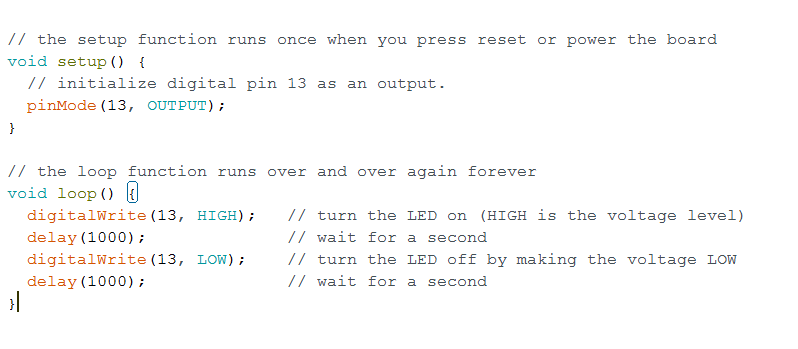 // the setup function runs once when you press reset or power the board
void setup() {
  // initialize digital pin 13 as an output.
  pinMode(13, OUTPUT);
}

// the loop function runs over and over again forever
void loop() {
  digitalWrite(13, HIGH);   // turn the LED on (HIGH is the voltage level)
  delay(1000);              // wait for a second
  digitalWrite(13, LOW);    // turn the LED off by making the voltage LOW
  delay(1000);              // wait for a second
}